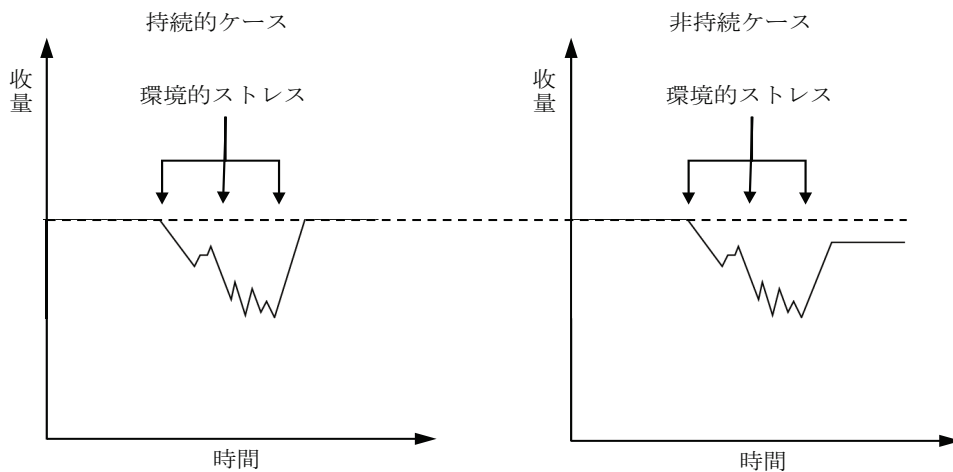 持続的ケース
収量
環境的ストレス
時間
非持続ケース
収量
環境的ストレス
時間